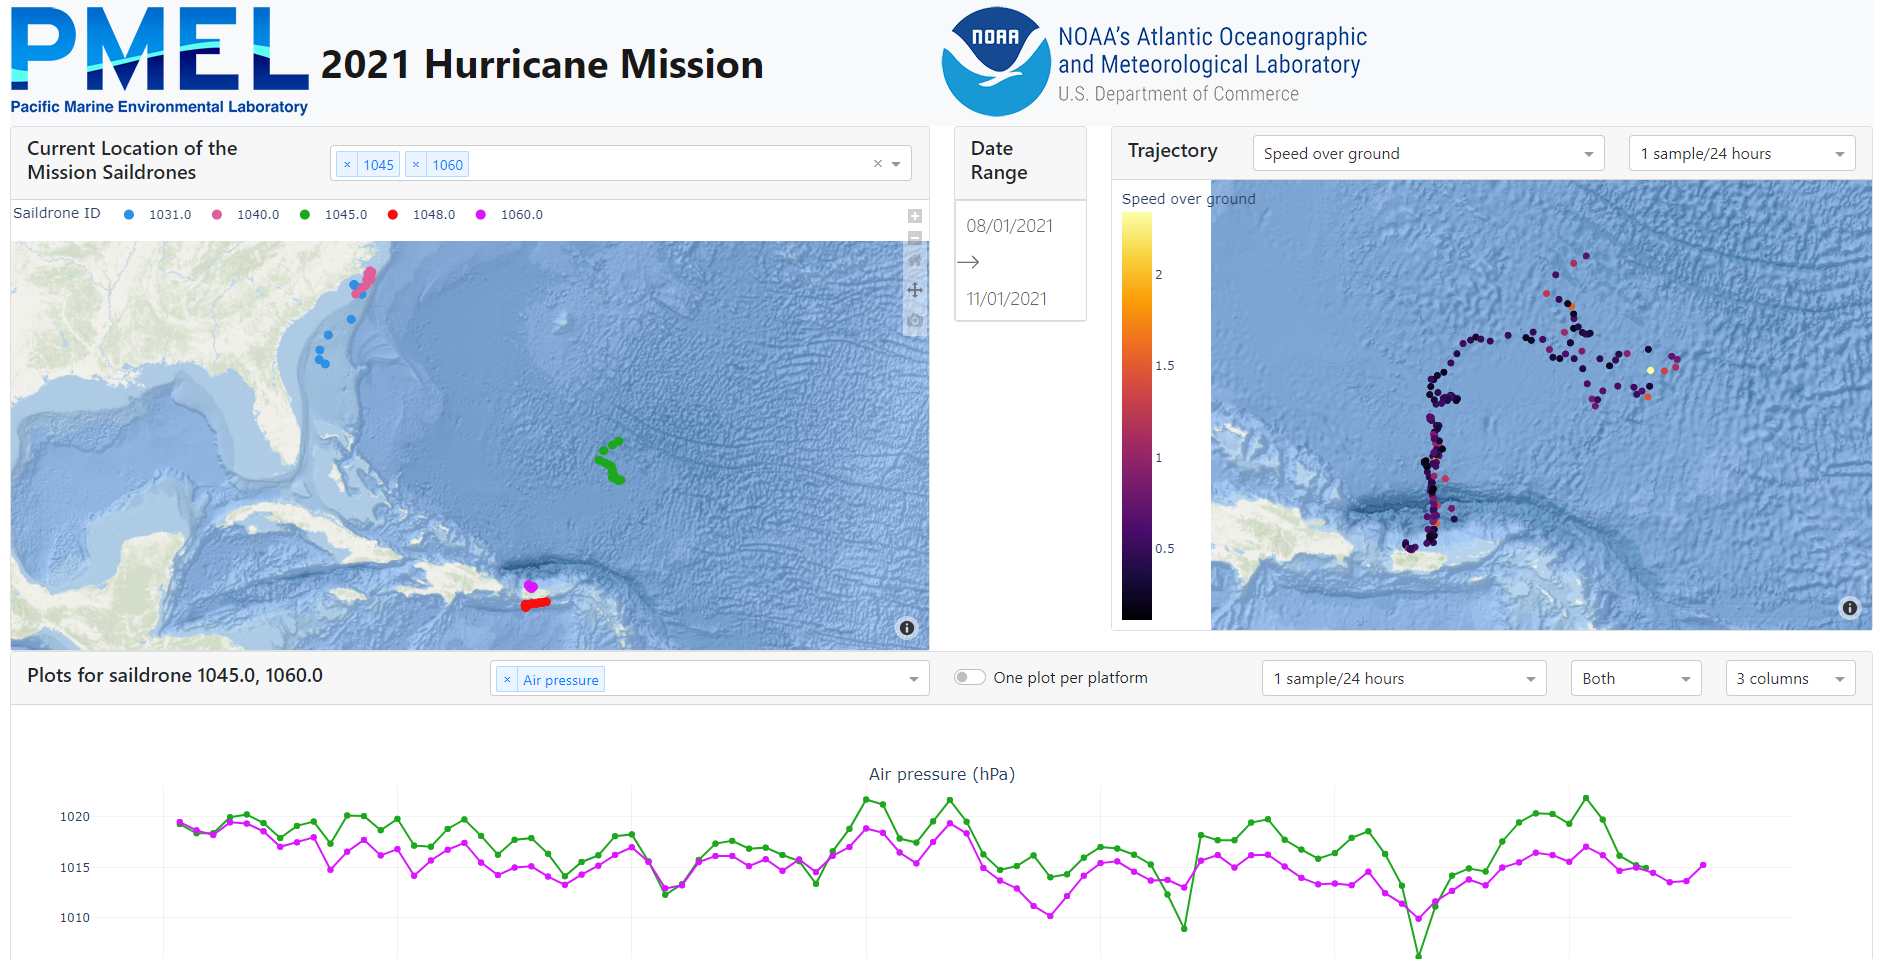 PMEL
Pacific Marine Environmental Laboratory
2021 Hurricane Mission
NOAA
NOAA's Atlantic Oceanographic
and Meteorological Laboratory
U.S. Department of Commerce
Current Location of the
Mission Saildrones
× 1045 × 1060 ×
Saildrone ID 1031.0 1040.0 1045.0 1048.0 1060.0
Date
Range
08/01/2021
→
11/01/2021
Trajectory
Speed over ground
1 sample/24 hours
Speed over ground
2
1.5
1
0.5
Plots for saildrone 1045.0, 1060.0
× Air pressure
One plot per platform
1 sample/24 hours
Both
3 columns
Air pressure (hPa)
1020
1015
1010